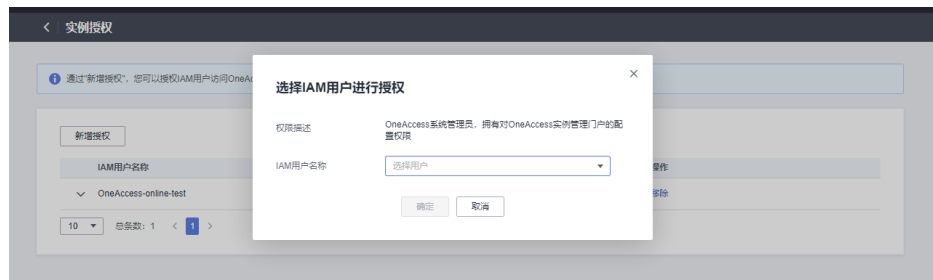 实例授权
通过“新增授权”，您可以授权IAM用户访问OneAc
选择IAM用户进行授权
权限描述
OneAccess系统管理员，拥有对OneAccess实例管理门户的配
置权限
IAM用户名称
选择用户
确定
取消
新增授权
IAM用户名称
OneAccess-online-test
移除
10
总条数：1
1